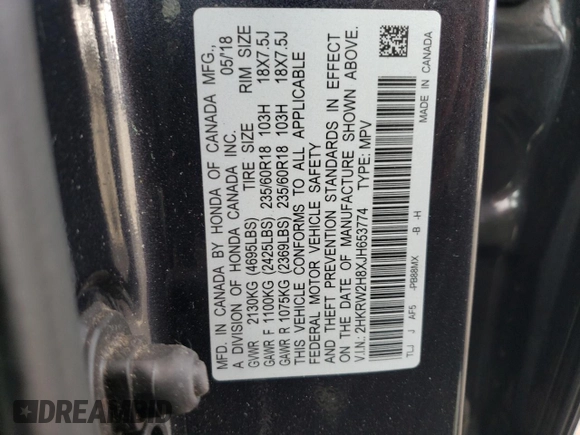 MFD. IN CANADA BY HONDA OF CANADA MFG.,
A DIVISION OF HONDA CANADA INC. 05/18
GVWR 2130KG (4695LBS) TIRE SIZE RIM SIZE
GAWR F 1100KG (2425LBS) 235/60R18 103H 18X7.5J
GAWR R 1075KG (2369LBS) 235/60R18 103H 18X7.5J
THIS VEHICLE CONFORMS TO ALL APPLICABLE
FEDERAL MOTOR VEHICLE SAFETY
AND THEFT PREVENTION STANDARDS IN EFFECT
ON THE DATE OF MANUFACTURE SHOWN ABOVE.
V.I.N.: 2HKRW2H8XJH653774 TYPE: MPV
TLJ J AF5 -PB88MX -B -H
MADE IN CANADA
DREAMBID